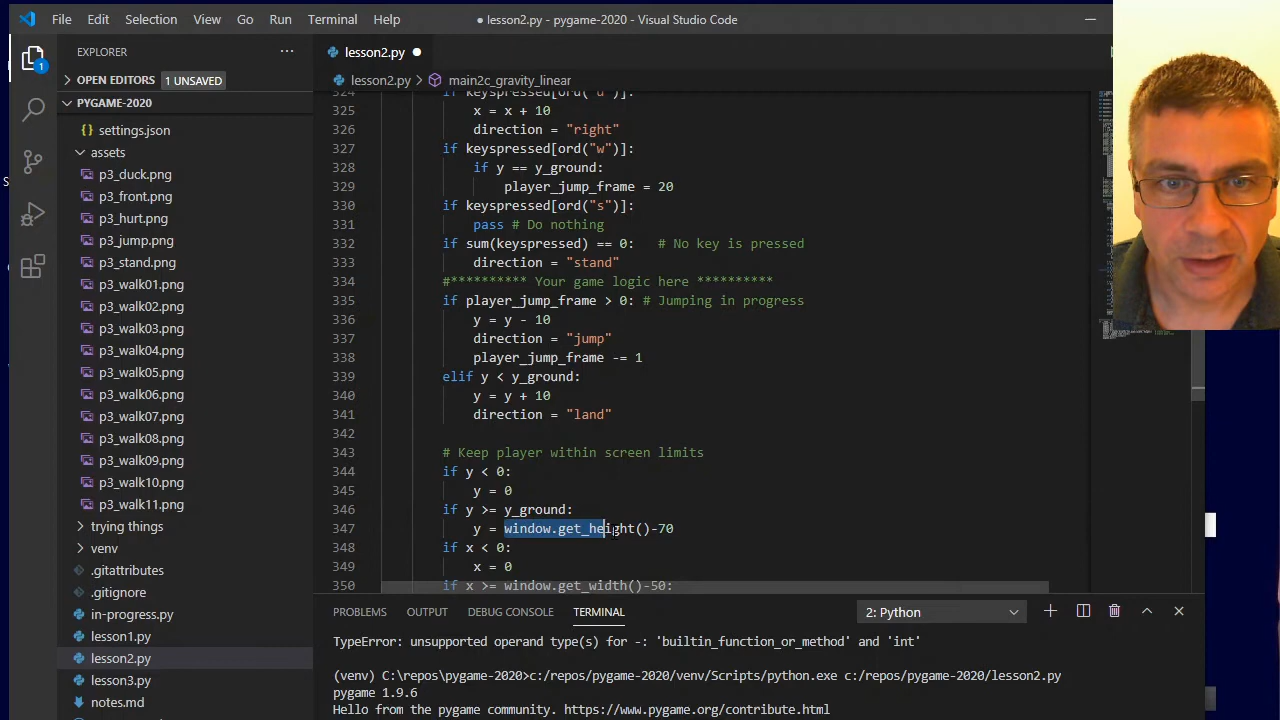 File Edit Selection View Go Run Terminal Help ● lesson2.py - pygame-2020 - Visual Studio Code
EXPLORER ···
lesson2.py ●
OPEN EDITORS 1 UNSAVED
lesson2.py > main2c_gravity_linear
PYGAME-2020
{} settings.json
assets
p3_duck.png
p3_front.png
p3_hurt.png
p3_jump.png
p3_stand.png
p3_walk01.png
p3_walk02.png
p3_walk03.png
p3_walk04.png
p3_walk05.png
p3_walk06.png
p3_walk07.png
p3_walk08.png
p3_walk09.png
p3_walk10.png
p3_walk11.png
trying things
venv
.gitattributes
.gitignore
in-progress.py
lesson1.py
lesson2.py
lesson3.py
notes.md
1
324 if keyspressed[ord("d")]:
325 x = x + 10
326 direction = "right"
327 if keyspressed[ord("w")]:
328 if y == y_ground:
329 player_jump_frame = 20
330 if keyspressed[ord("s")]:
331 pass # Do nothing
332 if sum(keyspressed) == 0: # No key is pressed
333 direction = "stand"
334 #********** Your game logic here **********
335 if player_jump_frame > 0: # Jumping in progress
336 y = y - 10
337 direction = "jump"
338 player_jump_frame -= 1
339 elif y < y_ground:
340 y = y + 10
341 direction = "land"
342
343 # Keep player within screen limits
344 if y < 0:
345 y = 0
346 if y >= y_ground:
347 y = window.get_height()-70
348 if x < 0:
349 x = 0
350 if x >= window.get_width()-50:
PROBLEMS OUTPUT DEBUG CONSOLE TERMINAL 2: Python
TypeError: unsupported operand type(s) for -: 'builtin_function_or_method' and 'int'
(venv) C:\repos\pygame-2020>c:/repos/pygame-2020/venv/Scripts/python.exe c:/repos/pygame-2020/lesson2.py
pygame 1.9.6
Hello from the pygame community. https://www.pygame.org/contribute.html